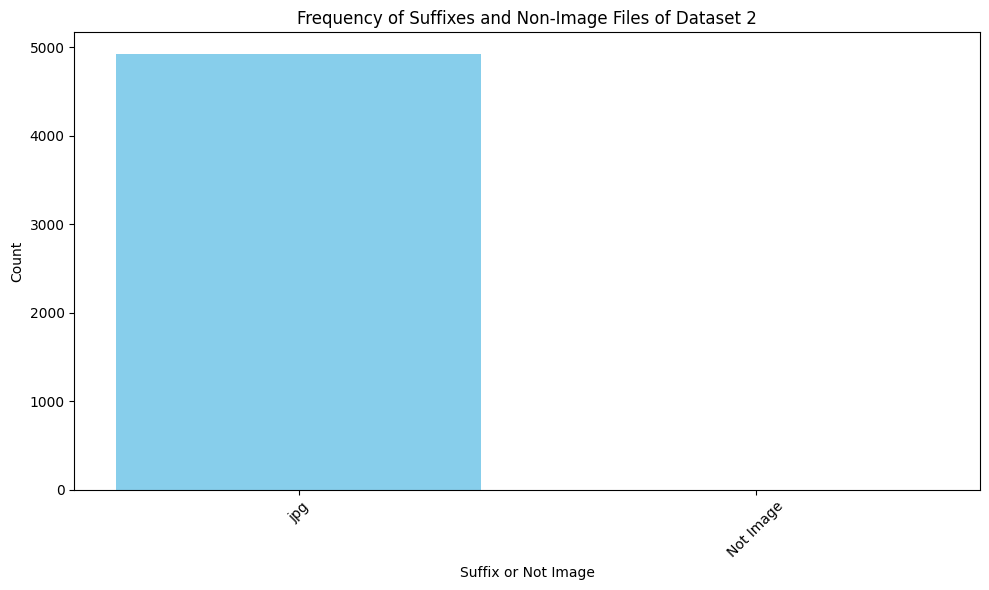 Frequency of Suffixes and Non-Image Files of Dataset 2
5000
4000
3000
2000
1000
0
Count
jpg
Not Image
Suffix or Not Image